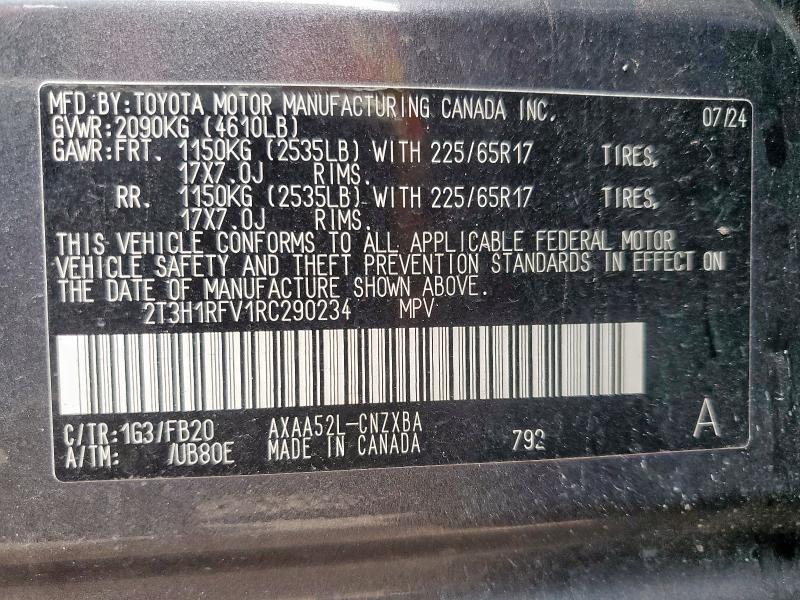 MFD.BY:TOYOTA MOTOR MANUFACTURING CANADA INC. 07/24
GVWR:2090KG (4610LB)
GAWR:FRT. 1150KG (2535LB) WITH 225/65R17 TIRES,
17X7.0J RIMS.
RR. 1150KG (2535LB) WITH 225/65R17 TIRES,
17X7.0J RIMS.
THIS VEHICLE CONFORMS TO ALL APPLICABLE FEDERAL MOTOR
VEHICLE SAFETY AND THEFT PREVENTION STANDARDS IN EFFECT ON
THE DATE OF MANUFACTURE SHOWN ABOVE.
2T3H1RFV1RC290234 MPV
C/TR:1G3/FB20 AXAA52L-CNZXBA 792 A
A/TM: /UB80E MADE IN CANADA